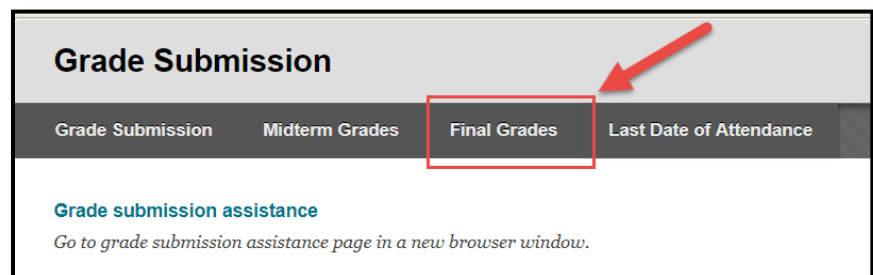 Grade Submission
Grade Submission Midterm Grades Final Grades Last Date of Attendance
Grade submission assistance
Go to grade submission assistance page in a new browser window.